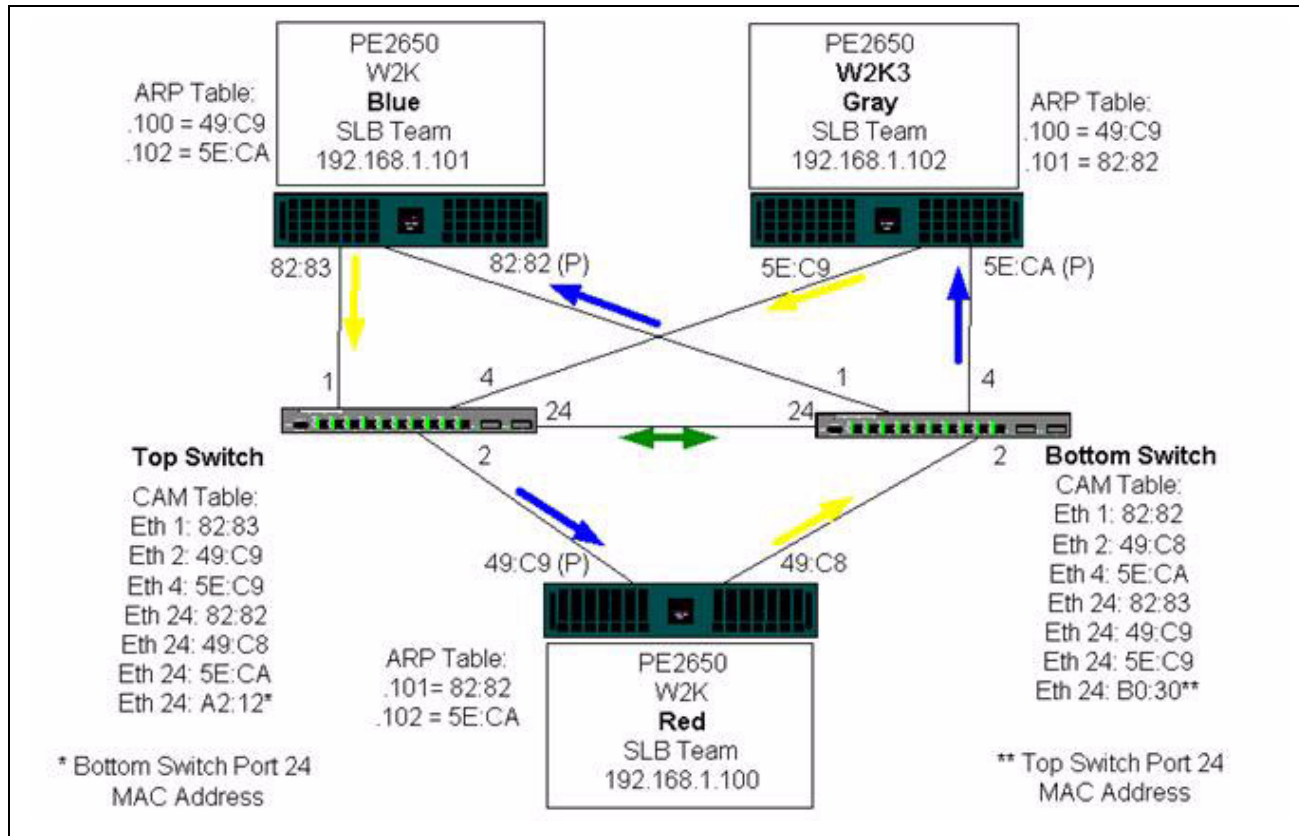 PE2650
W2K
Blue
SLB Team
192.168.1.101
ARP Table:
.100 = 49:C9
.102 = 5E:CA
PE2650
W2K3
Gray
SLB Team
192.168.1.102
ARP Table:
.100 = 49:C9
.101 = 82:82
82:83
82:82 (P)
5E:C9
5E:CA (P)
1
4
1
4
24
24
2
2
Top Switch
CAM Table:
Eth 1: 82:83
Eth 2: 49:C9
Eth 4: 5E:C9
Eth 24: 82:82
Eth 24: 49:C8
Eth 24: 5E:CA
Eth 24: A2:12*
* Bottom Switch Port 24
MAC Address
49:C9 (P)
49:C8
ARP Table:
.101= 82:82
.102 = 5E:CA
PE2650
W2K
Red
SLB Team
192.168.1.100
Bottom Switch
CAM Table:
Eth 1: 82:82
Eth 2: 49:C8
Eth 4: 5E:CA
Eth 24: 82:83
Eth 24: 49:C9
Eth 24: 5E:C9
Eth 24: B0:30**
** Top Switch Port 24
MAC Address